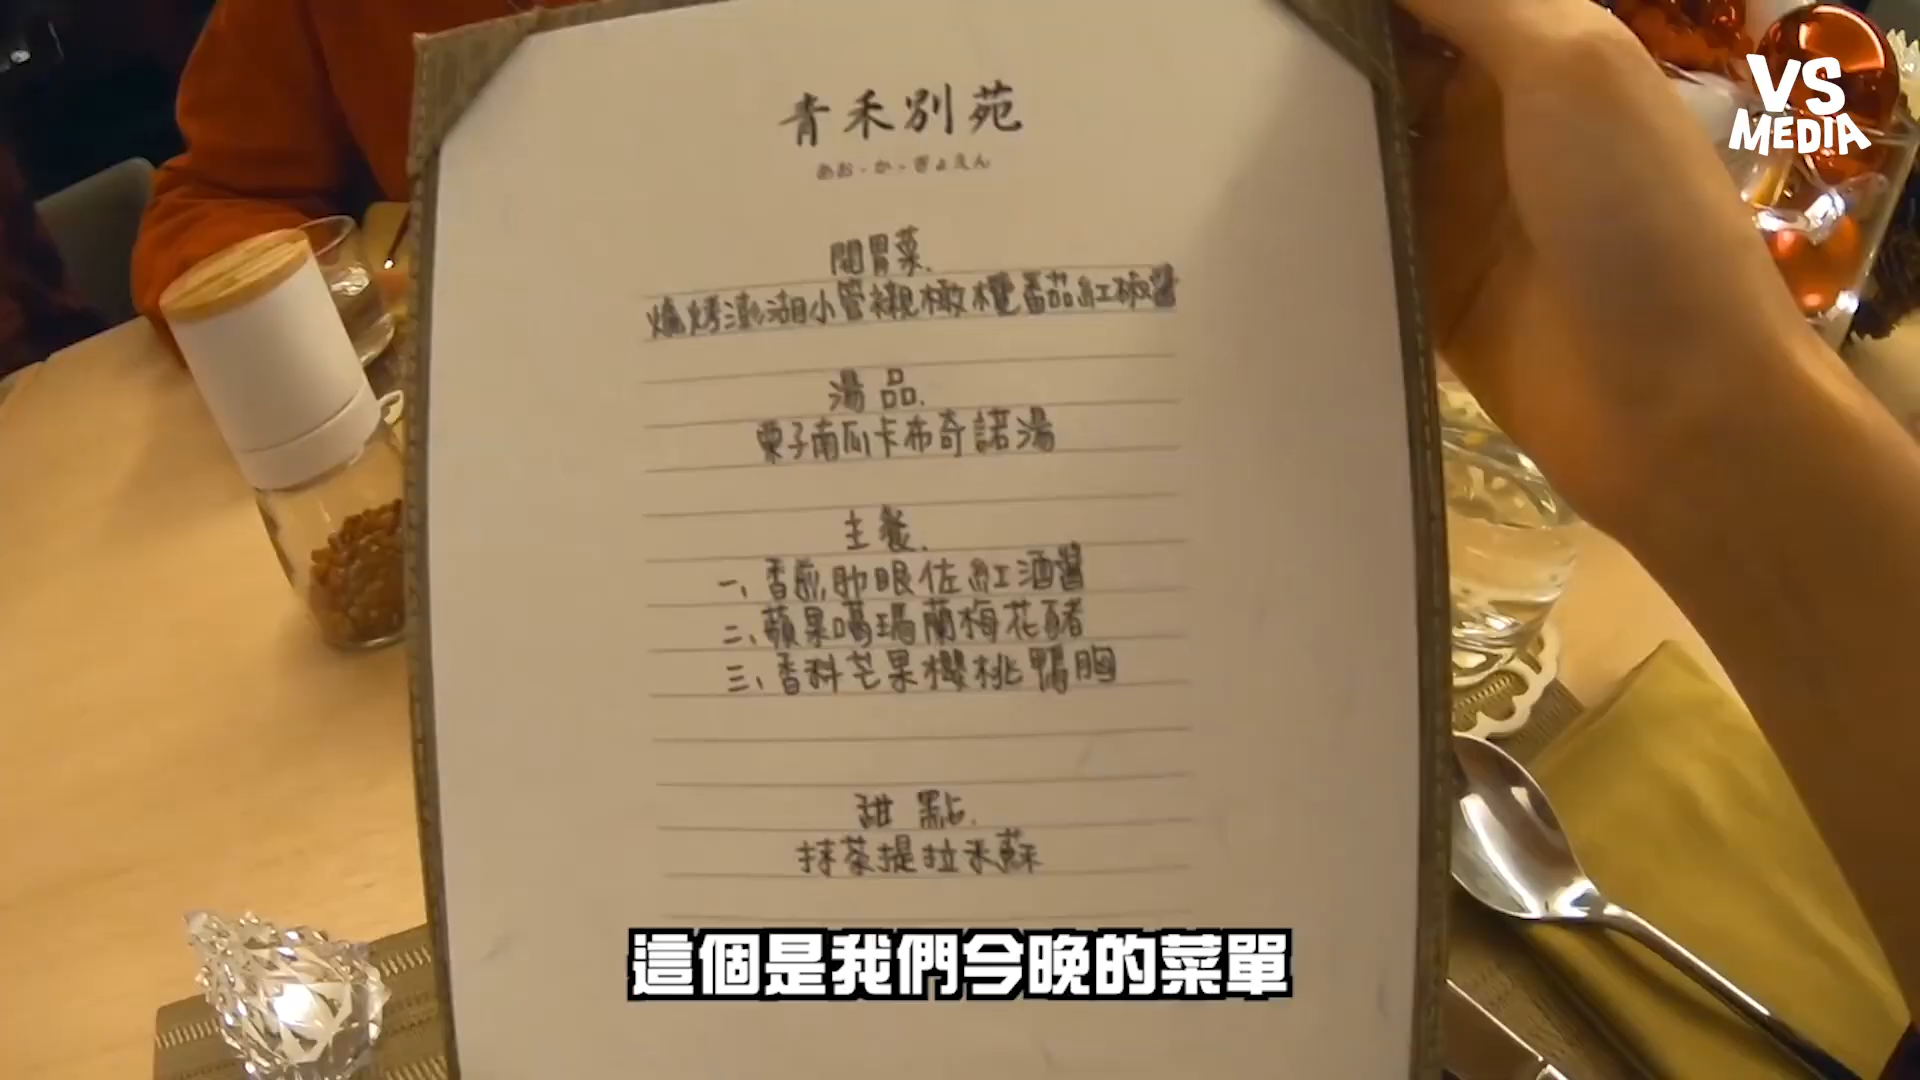 VS
MEDIA
青禾別苑
あお・か・ぎょえん
開胃菜.
燒烤澎湖小管襯橄欖番茄紅椒醬
湯品.
栗子南瓜卡布奇諾湯
主餐.
一、香煎肋眼佐紅酒醬
二、蘋果噶瑪蘭梅花豬
三、香料芒果櫻桃鴨胸
甜點.
抹茶提拉米蘇
這個是我們今晚的菜單